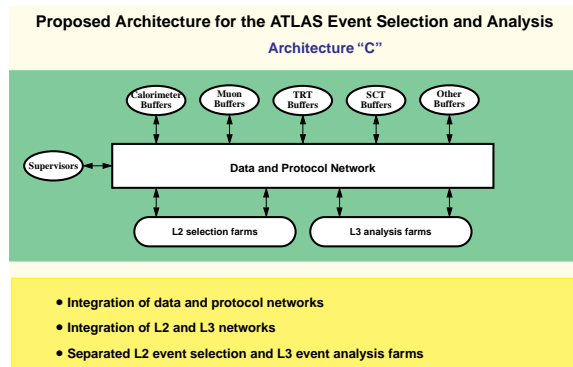 Proposed Architecture for the ATLAS Event Selection and Analysis
Architecture “C”
Calorimeter
Buffers
Muon
Buffers
TRT
Buffers
SCT
Buffers
Other
Buffers
Supervisors
Data and Protocol Network
L2 selection farms
L3 analysis farms
• Integration of data and protocol networks
• Integration of L2 and L3 networks
• Separated L2 event selection and L3 event analysis farms